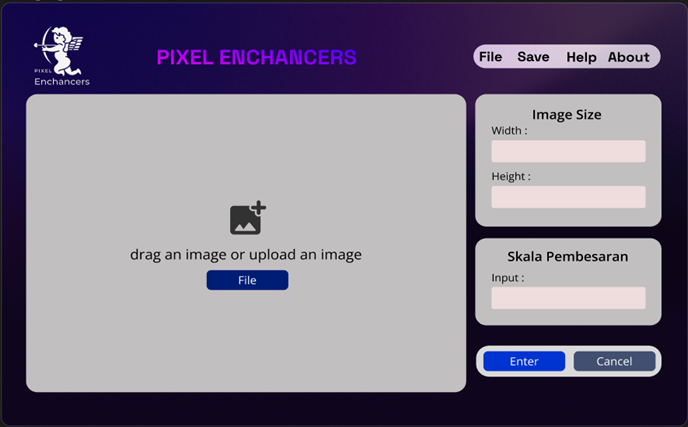 PIXEL
Enchancers
PIXEL ENCHANCERS
File Save Help About
drag an image or upload an image
File
Image Size
Width :
Height :
Skala Pembesaran
Input :
Enter Cancel